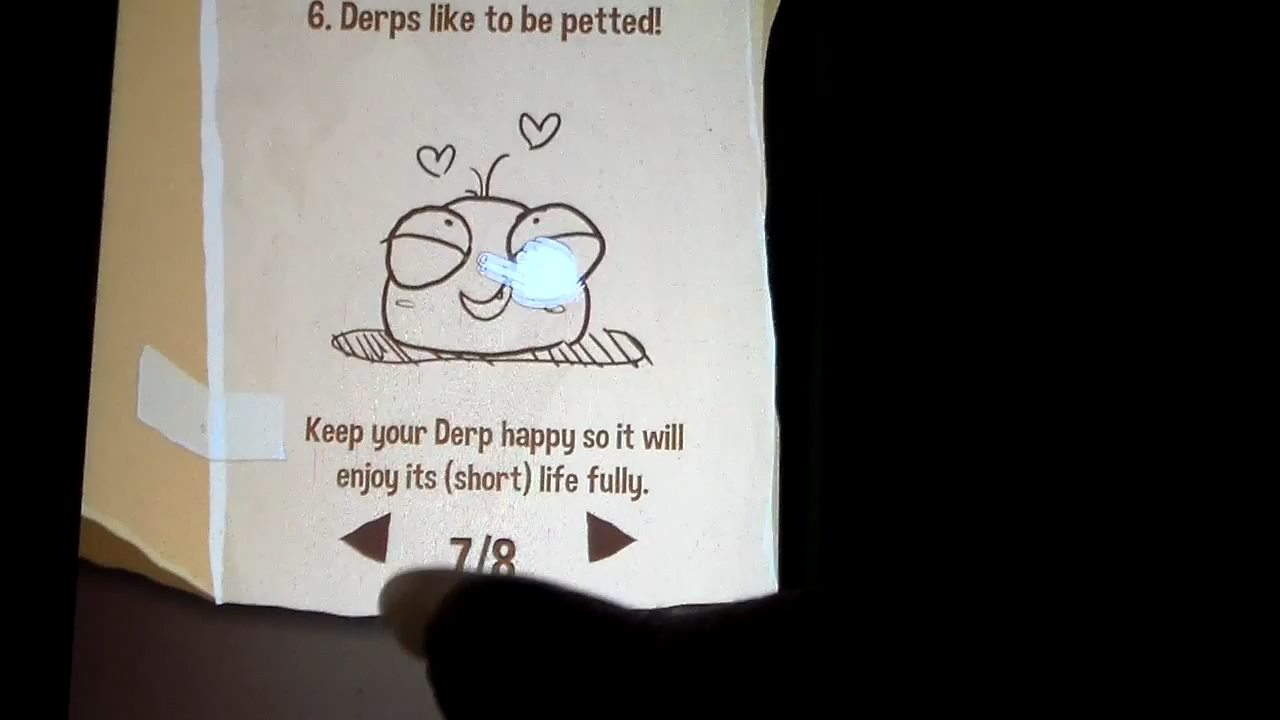 6. Derps like to be petted!
Keep your Derp happy so it will
enjoy its (short) life fully.
7/8